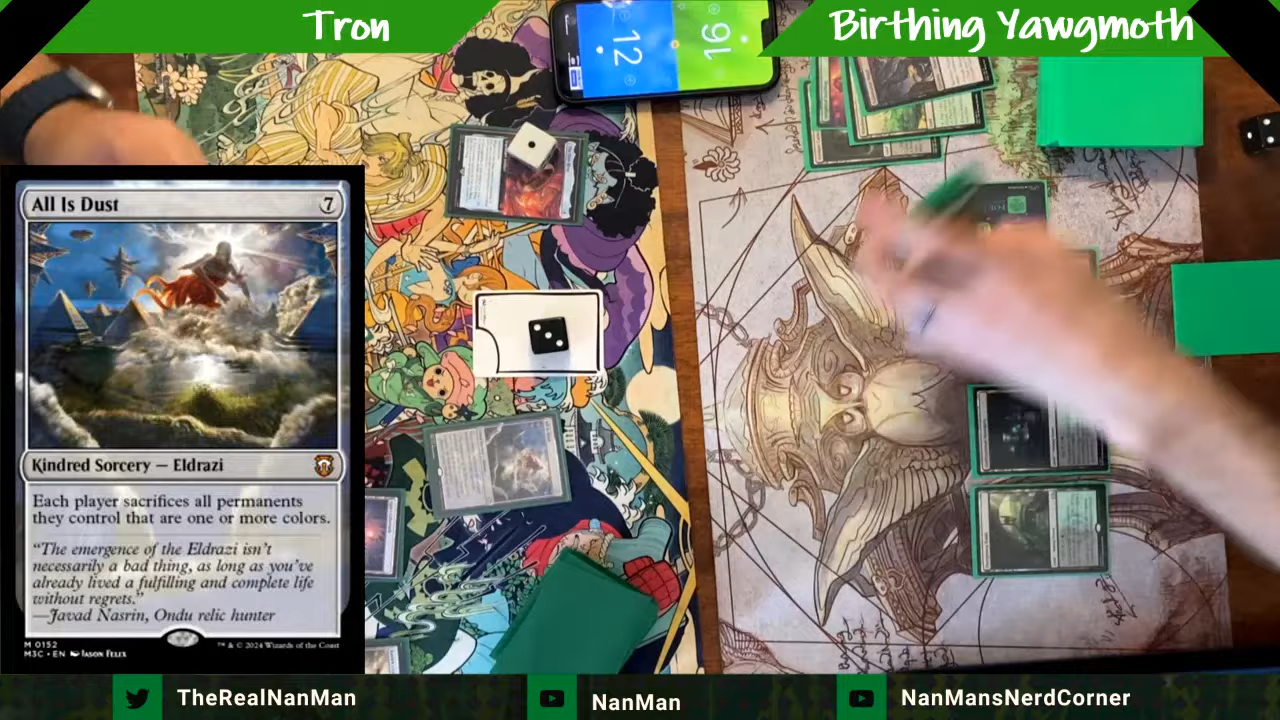 Tron
Birthing Yawgmoth
12
16
All Is Dust
7
Kindred Sorcery — Eldrazi
Each player sacrifices all permanents
they control that are one or more colors.
“The emergence of the Eldrazi isn’t
necessarily a bad thing, as long as you’ve
already lived a fulfilling and complete life
without regrets.”
—Javad Nasrin, Ondu relic hunter
M 0152
M3C • EN JASON FELIX
™ & © 2024 Wizards of the Coast
TheRealNanMan
NanMan
NanMansNerdCorner